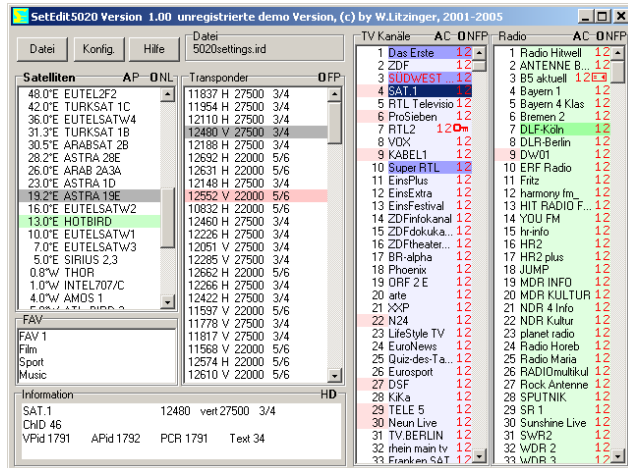 SetEdit5020 Version 1.00 unregistrierte demo Version, (c) by W.Litzinger, 2001-2005
Datei
Konfig.
Hilfe
Datei
5020settings.ird
Satelliten AP-ONL
48.0°E EUTEL2F2
42.0°E TURKSAT 1C
36.0°E EUTELSATW4
31.3°E TURKSAT 1B
30.5°E ARABSAT 2B
28.2°E ASTRA 28E
26.0°E ARAB 2A3A
23.0°E ASTRA 1D
19.2°E ASTRA 19E
16.0°E EUTELSATW2
13.0°E HOTBIRD
10.0°E EUTELSATW1
7.0°E EUTELSATW3
5.0°E SIRIUS 2,3
0.8°W THOR
1.0°W INTEL707/C
4.0°W AMOS 1
FAV
FAV 1
Film
Sport
Music
Transponder OFP
11837 H 27500 3/4
11954 H 27500 3/4
12110 H 27500 3/4
12480 V 27500 3/4
12188 H 27500 3/4
12692 H 22000 5/6
12631 H 22000 5/6
12148 H 27500 3/4
12552 V 22000 5/6
10832 H 22000 5/6
12460 H 27500 3/4
12226 H 27500 3/4
12051 V 27500 3/4
12285 V 27500 3/4
12662 H 22000 5/6
12266 H 27500 3/4
12422 H 27500 3/4
11597 V 22000 5/6
11778 V 27500 3/4
11817 V 27500 3/4
11568 V 22000 5/6
12574 H 22000 5/6
12610 V 22000 5/6
Information HD
SAT.1 12480 vert 27500 3/4
ChID 46
VPid 1791 APid 1792 PCR 1791 Text 34
TV Kanäle AC ONFP
1 Das Erste 12
2 ZDF 12
3 SÜDWEST ... 12
4 SAT.1 12
5 RTL Televisio 12
6 ProSieben 12
7 RTL2 12
8 VOX 12
9 KABEL1 12
10 Super RTL 12
11 EinsPlus 12
12 EinsExtra 12
13 EinsFestival 12
14 ZDFinfokanal 12
15 ZDFdokuka... 12
16 ZDFtheater... 12
17 BR-alpha 12
18 Phoenix 12
19 ORF 2 E 12
20 arte 12
21 XXP 12
22 N24 12
23 LifeStyle TV 12
24 EuroNews 12
25 Quiz-des-Ta... 12
26 Eurosport 12
27 DSF 12
28 KiKa 12
29 TELE 5 12
30 Neun Live 12
31 TV.BERLIN 12
32 rhein main tv 12
33 Franken SAT 12
Radio AC ONFP
1 Radio Hitwell 12
2 ANTENNE B... 12
3 B5 aktuell 12
4 Bayern 1 12
5 Bayern 4 Klas 12
6 Bremen 2 12
7 DLF-Köln 12
8 DLR-Berlin 12
9 DW01 12
10 ERF Radio 12
11 Fritz 12
12 harmony fm_ 12
13 HIT RADIO F... 12
14 YOU FM 12
15 hr-info 12
16 HR2 12
17 HR2 plus 12
18 JUMP 12
19 MDR INFO 12
20 MDR KULTUR 12
21 NDR 4 Info 12
22 NDR Kultur 12
23 planet radio 12
24 Radio Horeb 12
25 Radio Maria 12
26 RADIOmultikul 12
27 Rock Antenne 12
28 SPUTNIK 12
29 SR 1 12
30 Sunshine Live 12
31 SWR2 12
32 WDR 2 12
33 WDR 3 12